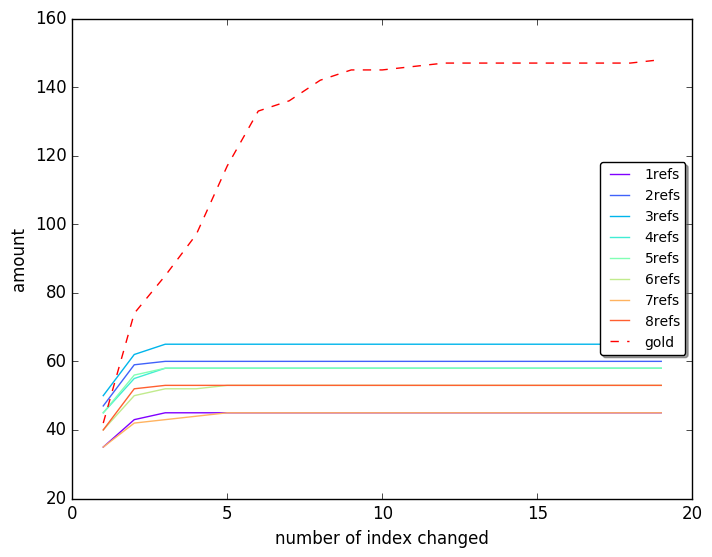 160
140
120
100
80
60
40
20
0
5
10
15
20
amount
number of index changed
1refs
2refs
3refs
4refs
5refs
6refs
7refs
8refs
gold